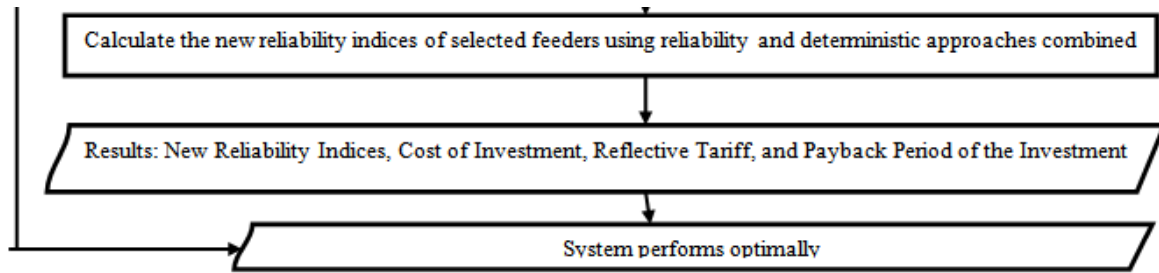 Calculate the new reliability indices of selected feeders using reliability and deterministic approaches combined
Results: New Reliability Indices, Cost of Investment, Reflective Tariff, and Payback Period of the Investment
System performs optimally